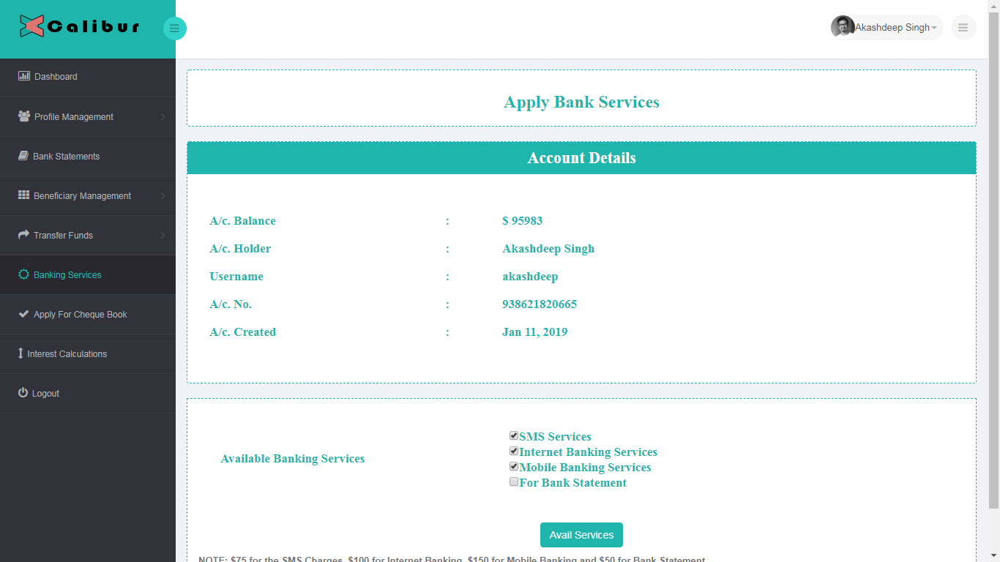 Calibur
Akashdeep Singh
Dashboard
Profile Management
Bank Statements
Beneficiary Management
Transfer Funds
Banking Services
Apply For Cheque Book
Interest Calculations
Logout
Apply Bank Services
Account Details
A/c. Balance : $ 95983
A/c. Holder : Akashdeep Singh
Username : akashdeep
A/c. No. : 938621820665
A/c. Created : Jan 11, 2019
Available Banking Services
SMS Services
Internet Banking Services
Mobile Banking Services
For Bank Statement
Avail Services
NOTE: $75 for the SMS Charges, $100 for Internet Banking, $150 for Mobile Banking and $50 for Bank Statement